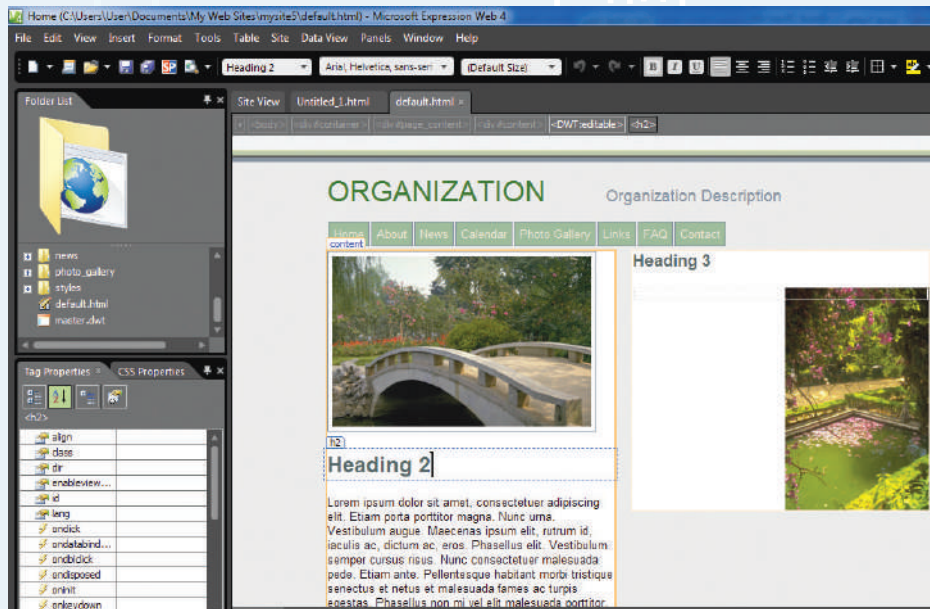 Home (C:\Users\User\Documents\My Web Sites\mysite5\default.html) - Microsoft Expression Web 4
File Edit View Insert Format Tools Table Site Data View Panels Window Help
Heading 2 Arial, Helvetica, sans-seri (Default Size) B I U
Folder List
Site View Untitled_1.html default.html
<body> <div #container> <div #page_content> <div #content> <DWT:editable> <h2>
ORGANIZATION Organization Description
Home About News Calendar Photo Gallery Links FAQ Contact
content
Heading 3
news
photo_gallery
styles
default.html
master.dwt
Tag Properties CSS Properties
<h2>
align
class
dir
enableview...
id
lang
onclick
ondatabind...
ondblclick
ondisposed
oninit
onkeydown
h2
Heading 2
Lorem ipsum dolor sit amet, consectetuer adipiscing
elit. Etiam porta porttitor magna. Nunc urna.
Vestibulum augue. Maecenas ipsum elit, rutrum id,
iaculis ac, dictum ac, eros. Phasellus elit. Vestibulum
semper cursus risus. Nunc consectetuer malesuada
pede. Etiam ante. Pellentesque habitant morbi tristique
senectus et netus et malesuada fames ac turpis
egestas. Phasellus non mi vel elit malesuada porttitor.